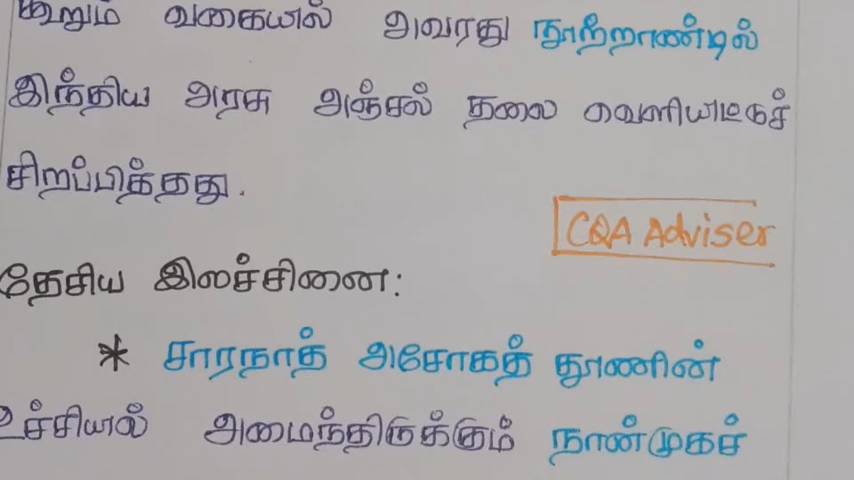 கூறும் வகையில் அவரது நூற்றாண்டில்
இந்திய அரசு அஞ்சல் தலை வெளியிட்டுச்
சிறப்பித்தது.
CQA Adviser
தேசிய இலச்சினை:
* சாரநாத் அசோகத் தூணின்
உச்சியில் அமைந்திருக்கும் நான்முகச்